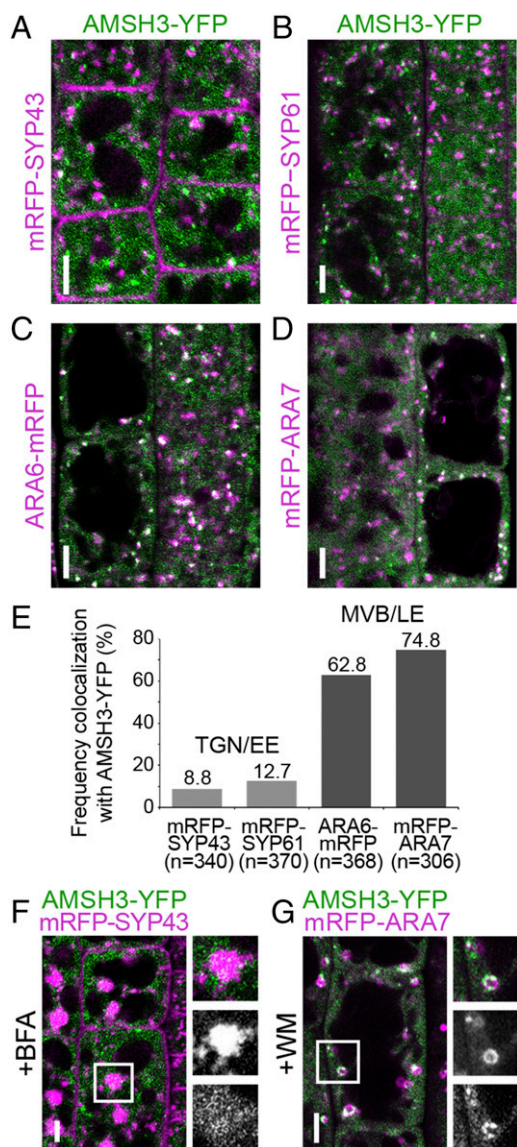 A
AMSH3-YFP
mRFP-SYP43
B
AMSH3-YFP
mRFP–SYP61
C
ARA6-mRFP
D
mRFP-ARA7
E
Frequency colocalization
with AMSH3-YFP (%)
80
60
40
20
0
MVB/LE
74.8
62.8
TGN/EE
8.8
12.7
mRFP-
SYP43
(n=340)
mRFP-
SYP61
(n=370)
ARA6-
mRFP
(n=368)
mRFP-
ARA7
(n=306)
F
AMSH3-YFP
mRFP-SYP43
+BFA
G
AMSH3-YFP
mRFP-ARA7
+WM